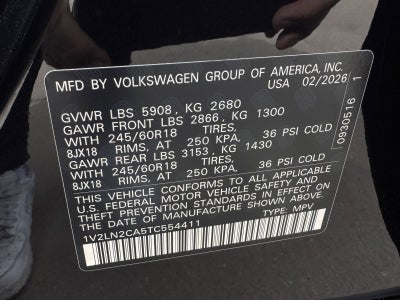 MFD BY VOLKSWAGEN GROUP OF AMERICA, INC.
USA 02/2026 1
GVWR LBS 5908, KG 2680
GAWR FRONT LBS 2866, KG 1300
WITH 245/60R18 TIRES,
8JX18 RIMS, AT 250 KPA. 36 PSI COLD
GAWR REAR LBS 3153, KG 1430
WITH 245/60R18 TIRES,
8JX18 RIMS, AT 250 KPA. 36 PSI COLD
THIS VEHICLE CONFORMS TO ALL APPLICABLE
U.S. FEDERAL MOTOR VEHICLE SAFETY AND
THEFT PREVENTION STANDARDS IN EFFECT ON
THE DATE OF MANUFACTURE SHOWN ABOVE.
1V2LN2CA5TC554411 TYPE: MPV
0930516